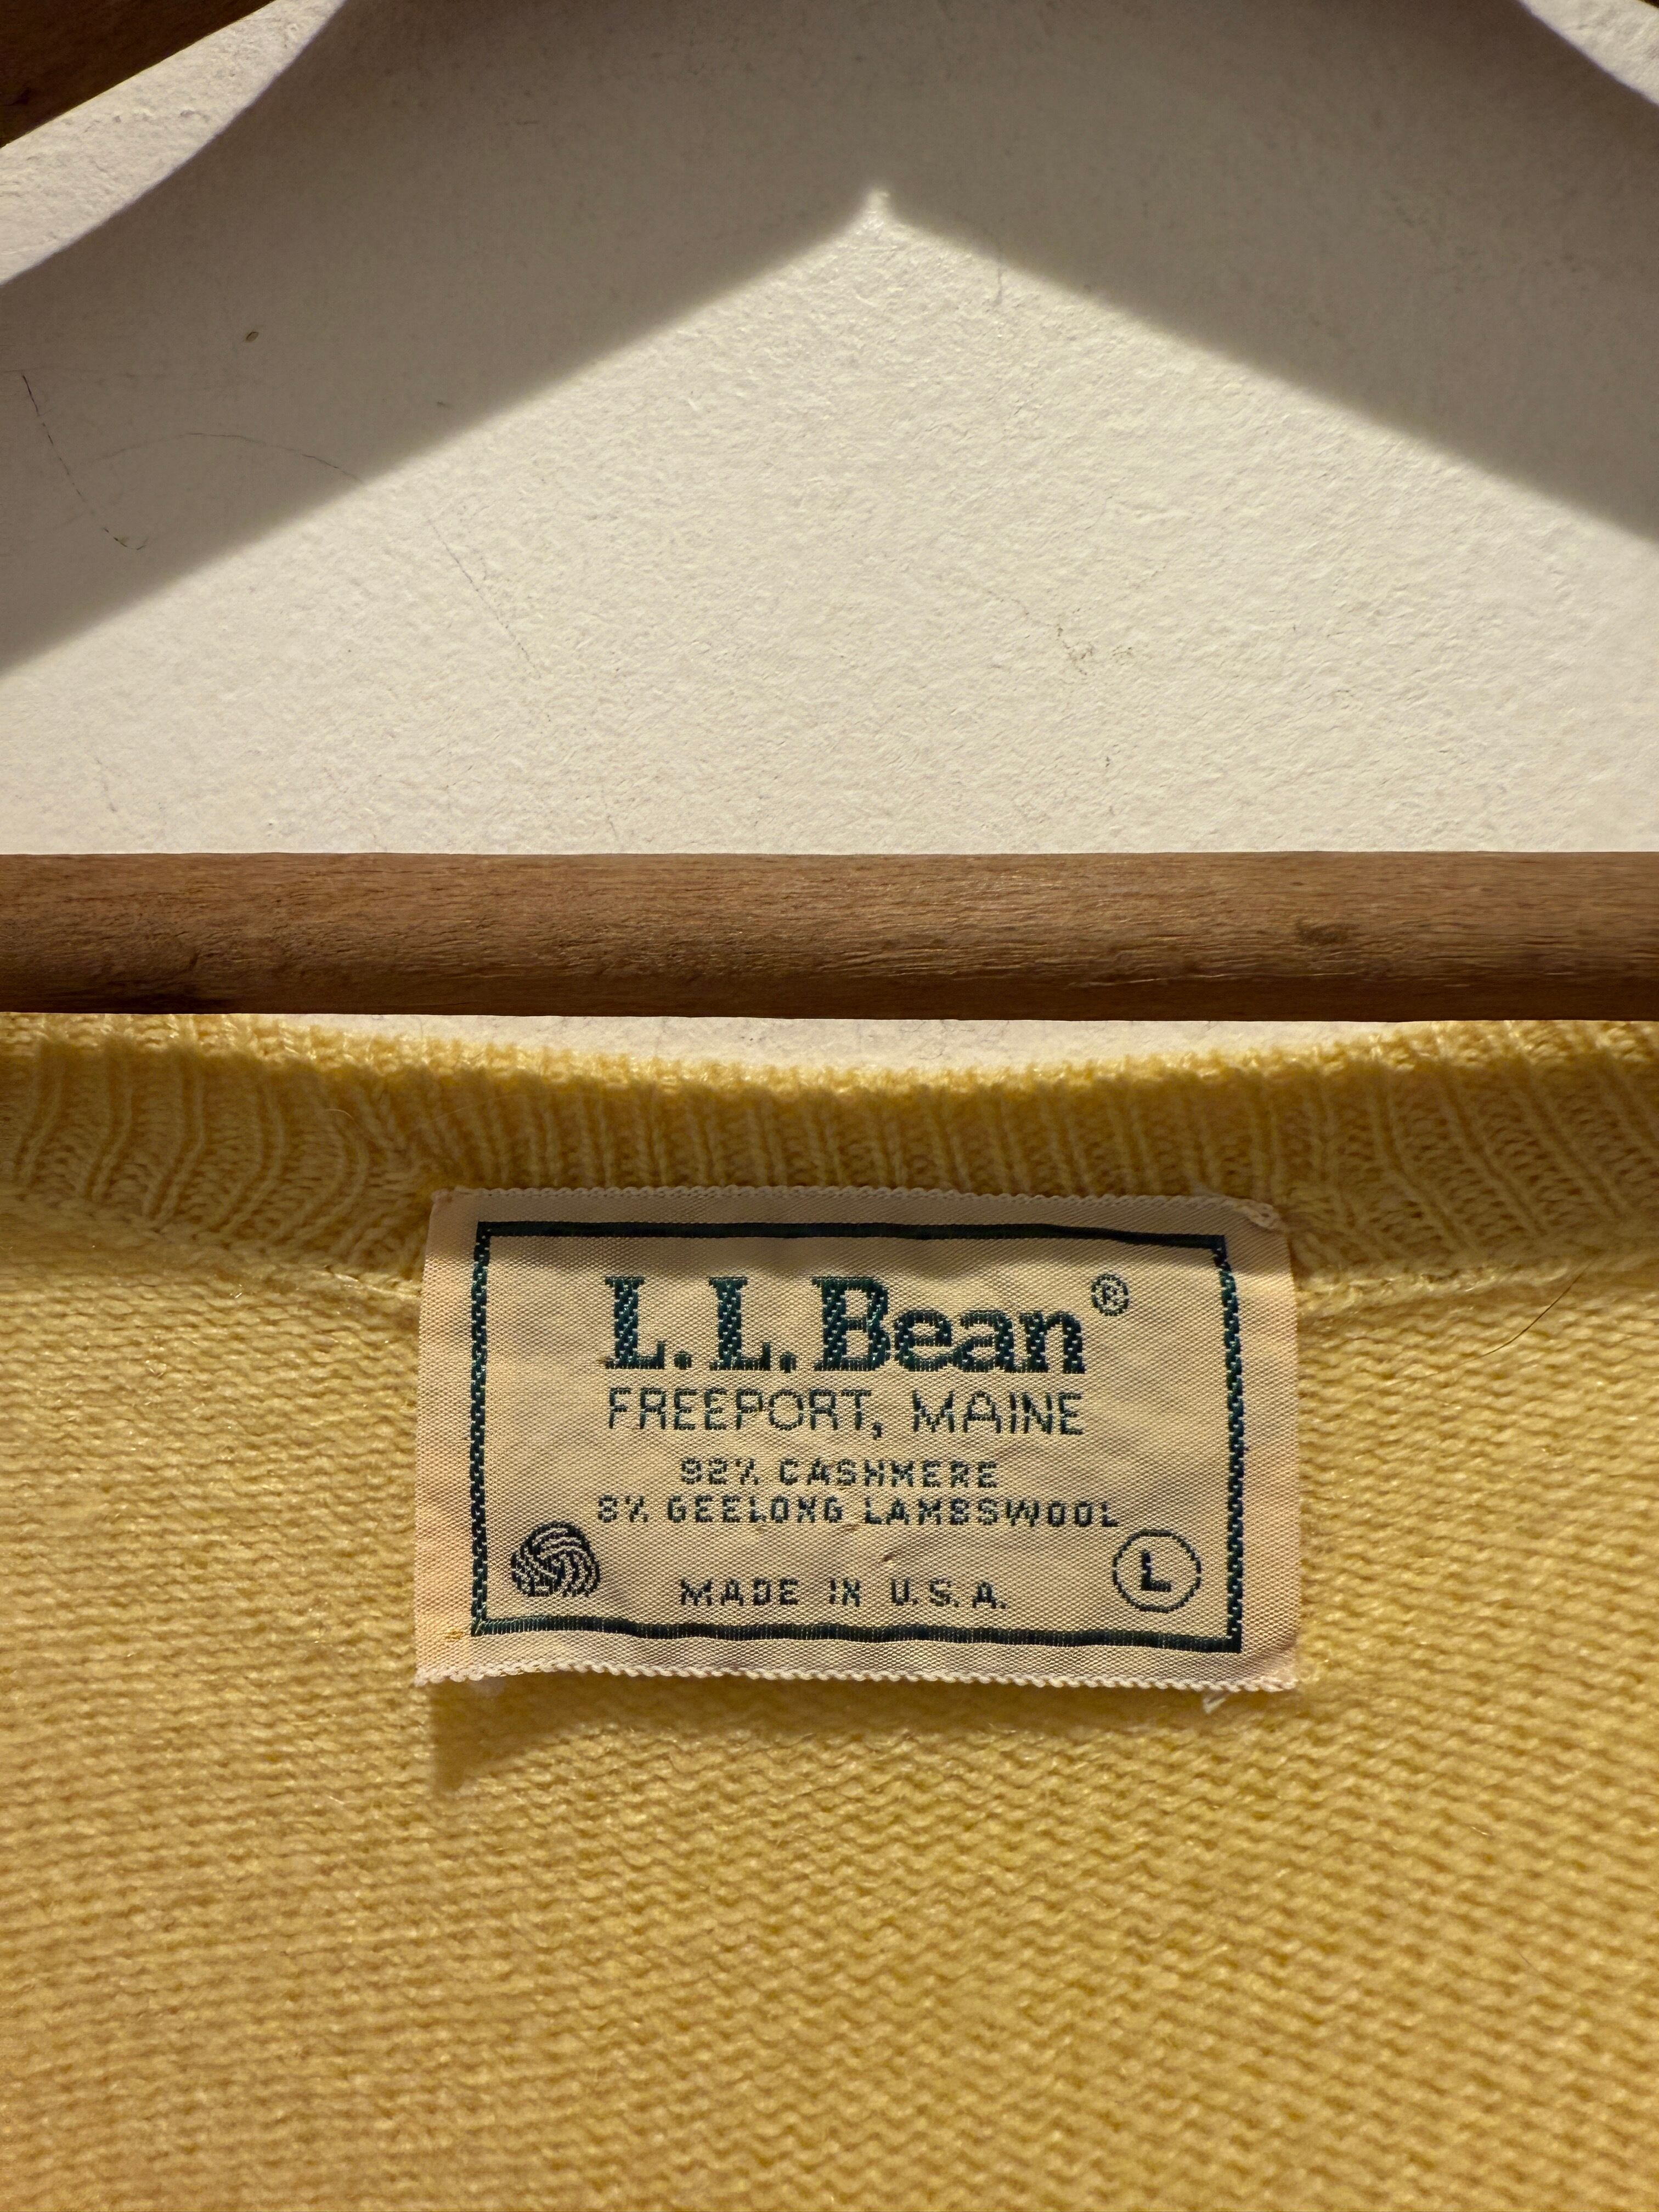 L.L.Bean®
FREEPORT, MAINE
92% CASHMERE
8% GEELONG LAMBSWOOL
MADE IN U.S.A.
L